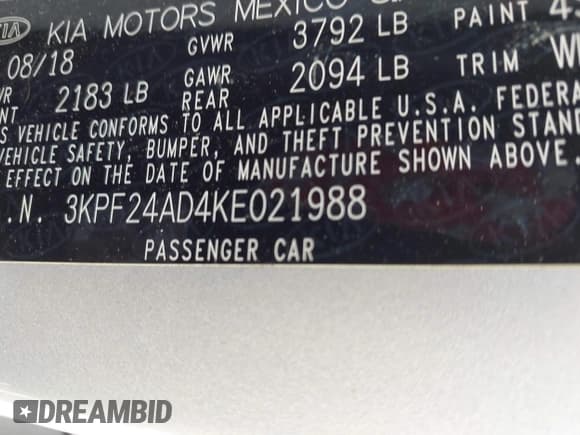 KIA KIA MOTORS MEXICO
08/18 GVWR 3792 LB PAINT
GAWR
2183 LB REAR 2094 LB TRIM
VEHICLE CONFORMS TO ALL APPLICABLE U.S.A.
VEHICLE SAFETY, BUMPER, AND THEFT PREVENTION
EFFECT ON THE DATE OF MANUFACTURE SHOWN ABOVE.
.N. 3KPF24AD4KE021988
PASSENGER CAR
DREAMBID